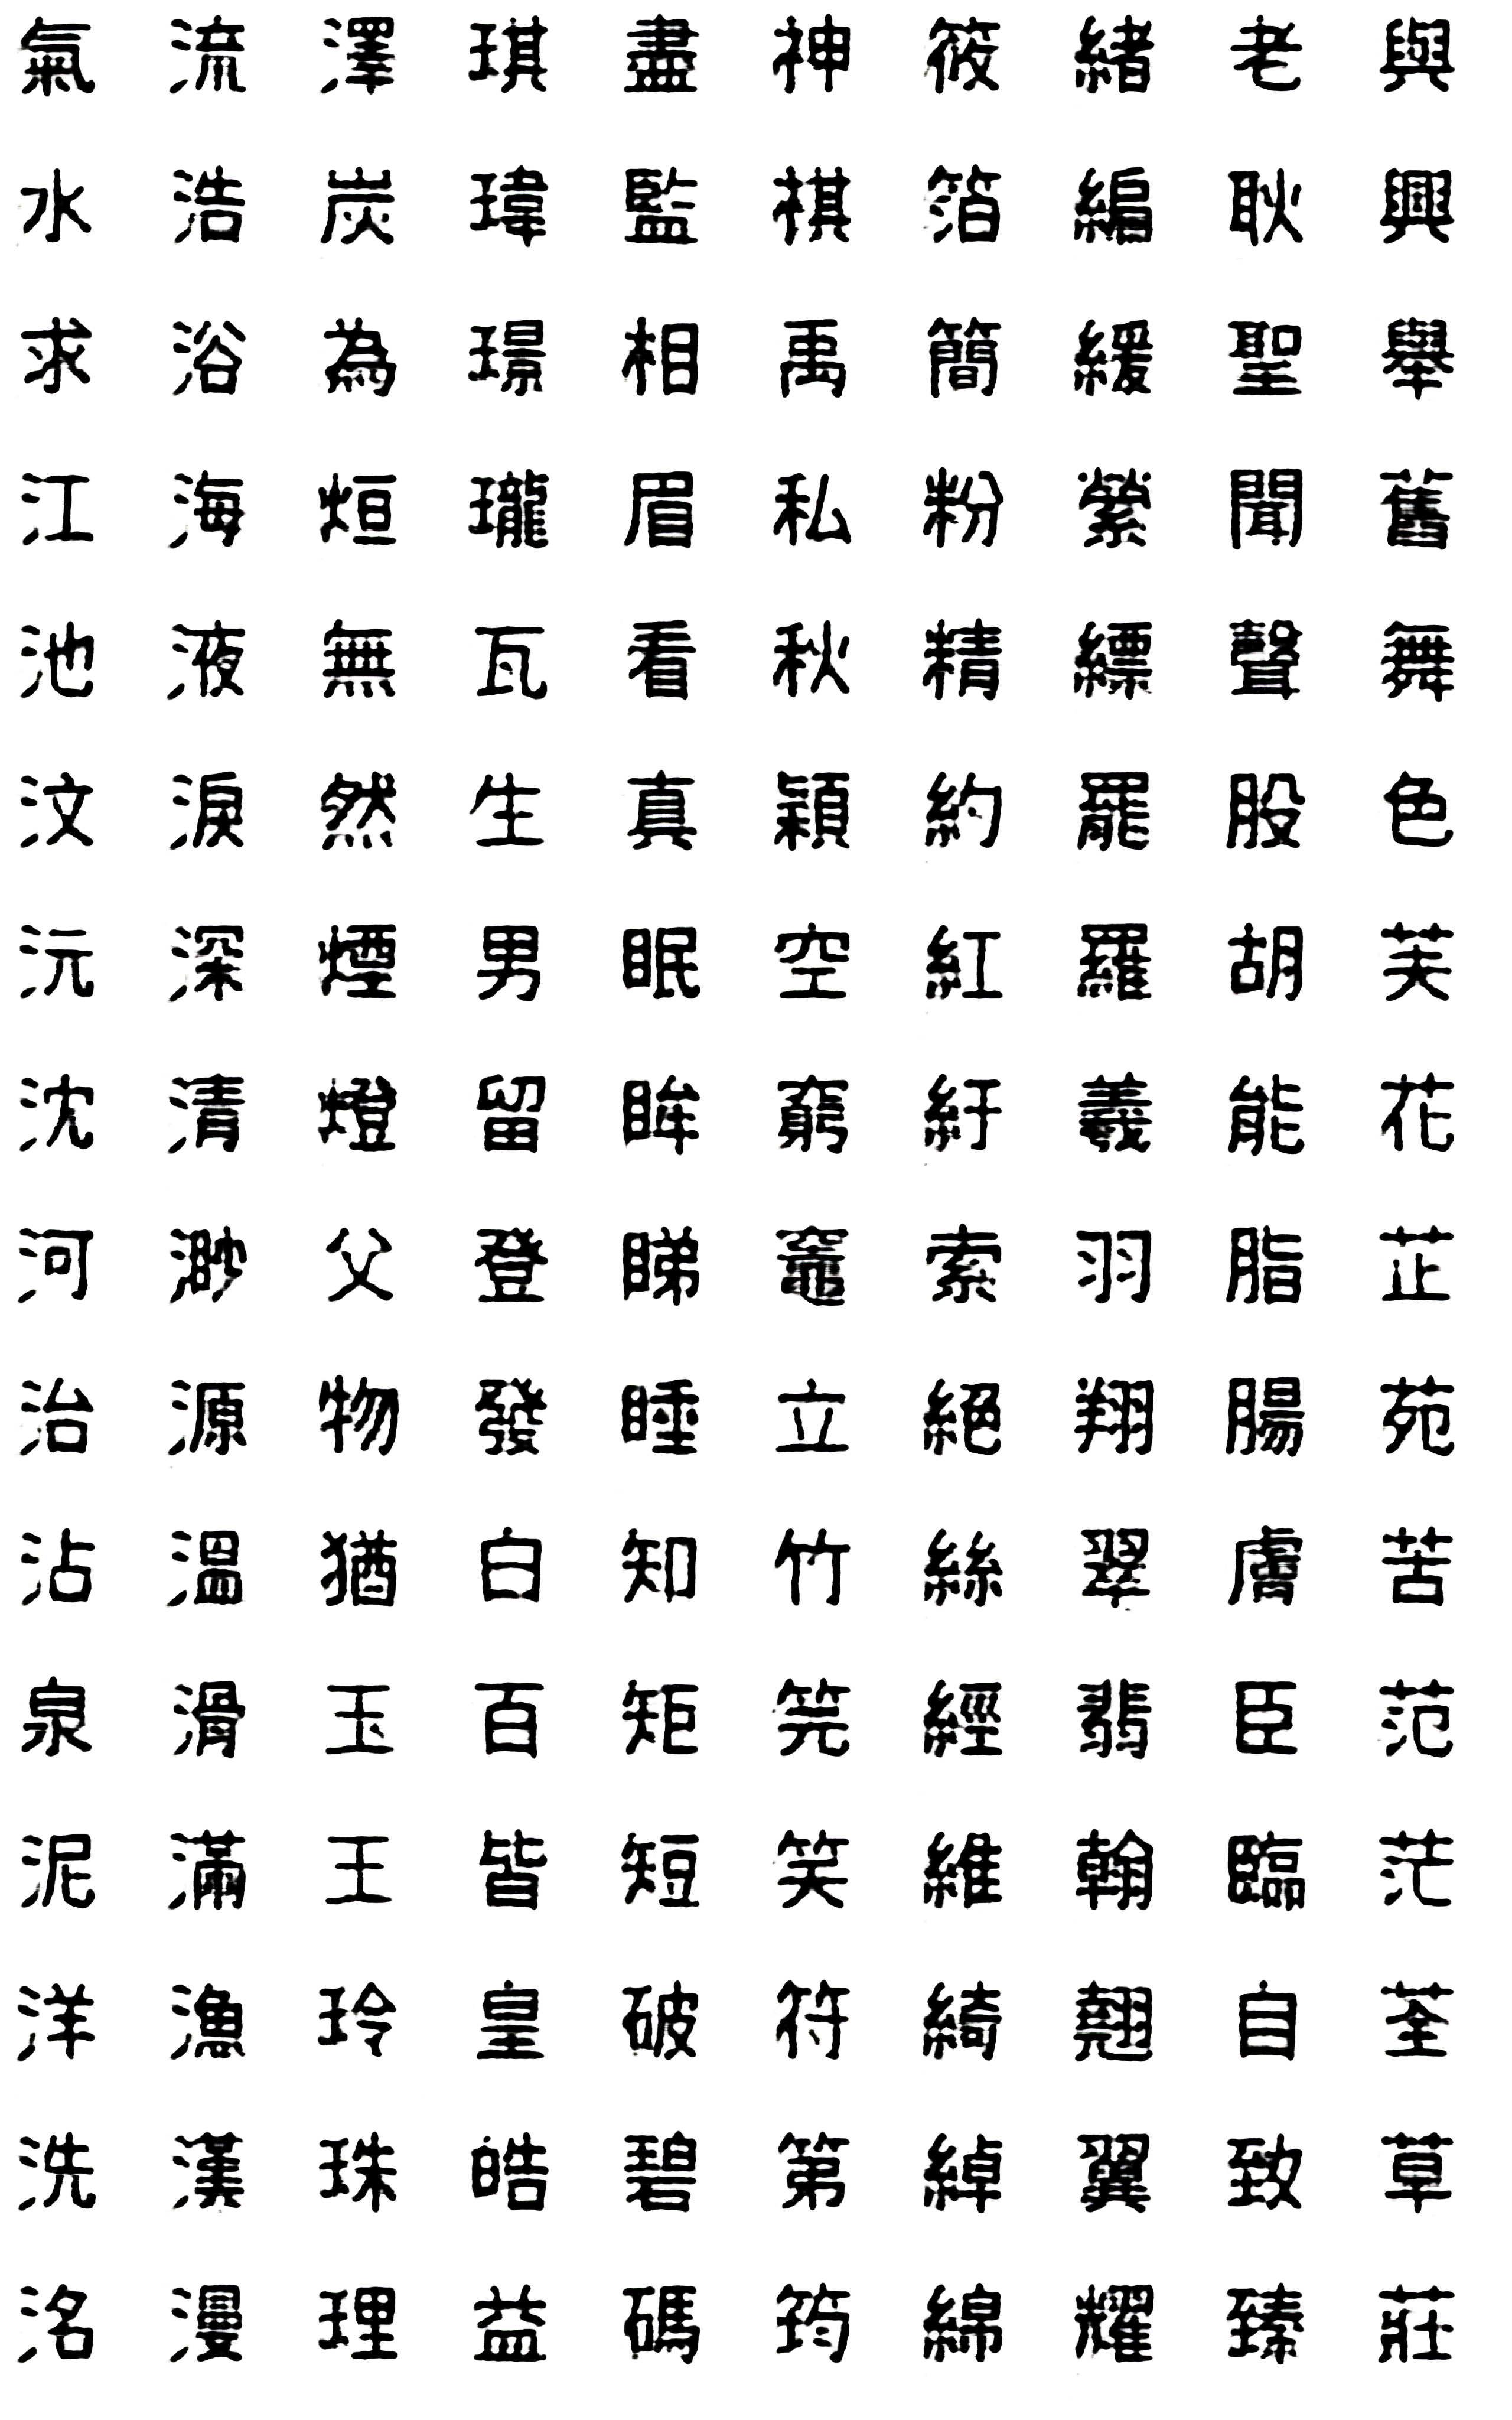 氣流澤琪盡神筱緒老與
水浩炭瑋監祺箔編耿興
求浴為璟相禹簡緩聖舉
江海烜瓏眉私粉縈聞舊
池液無瓦看秋精縹聲舞
汶淚然生真穎約罷股色
沅深煙男眠空紅羅胡芙
沈清燈留眸窮紆羲能花
河渺父登睇竈索羽脂芷
治源物發睡立絕翔腸苑
沾溫猶白知竹絲翠膚苦
泉滑玉百矩笎經翡臣范
泥滿王皆短笑維翰臨茫
洋漁玲皇破符綺翹自荃
洗漢珠皓碧第綽翼致草
洺漫理益碼筠綿耀臻莊